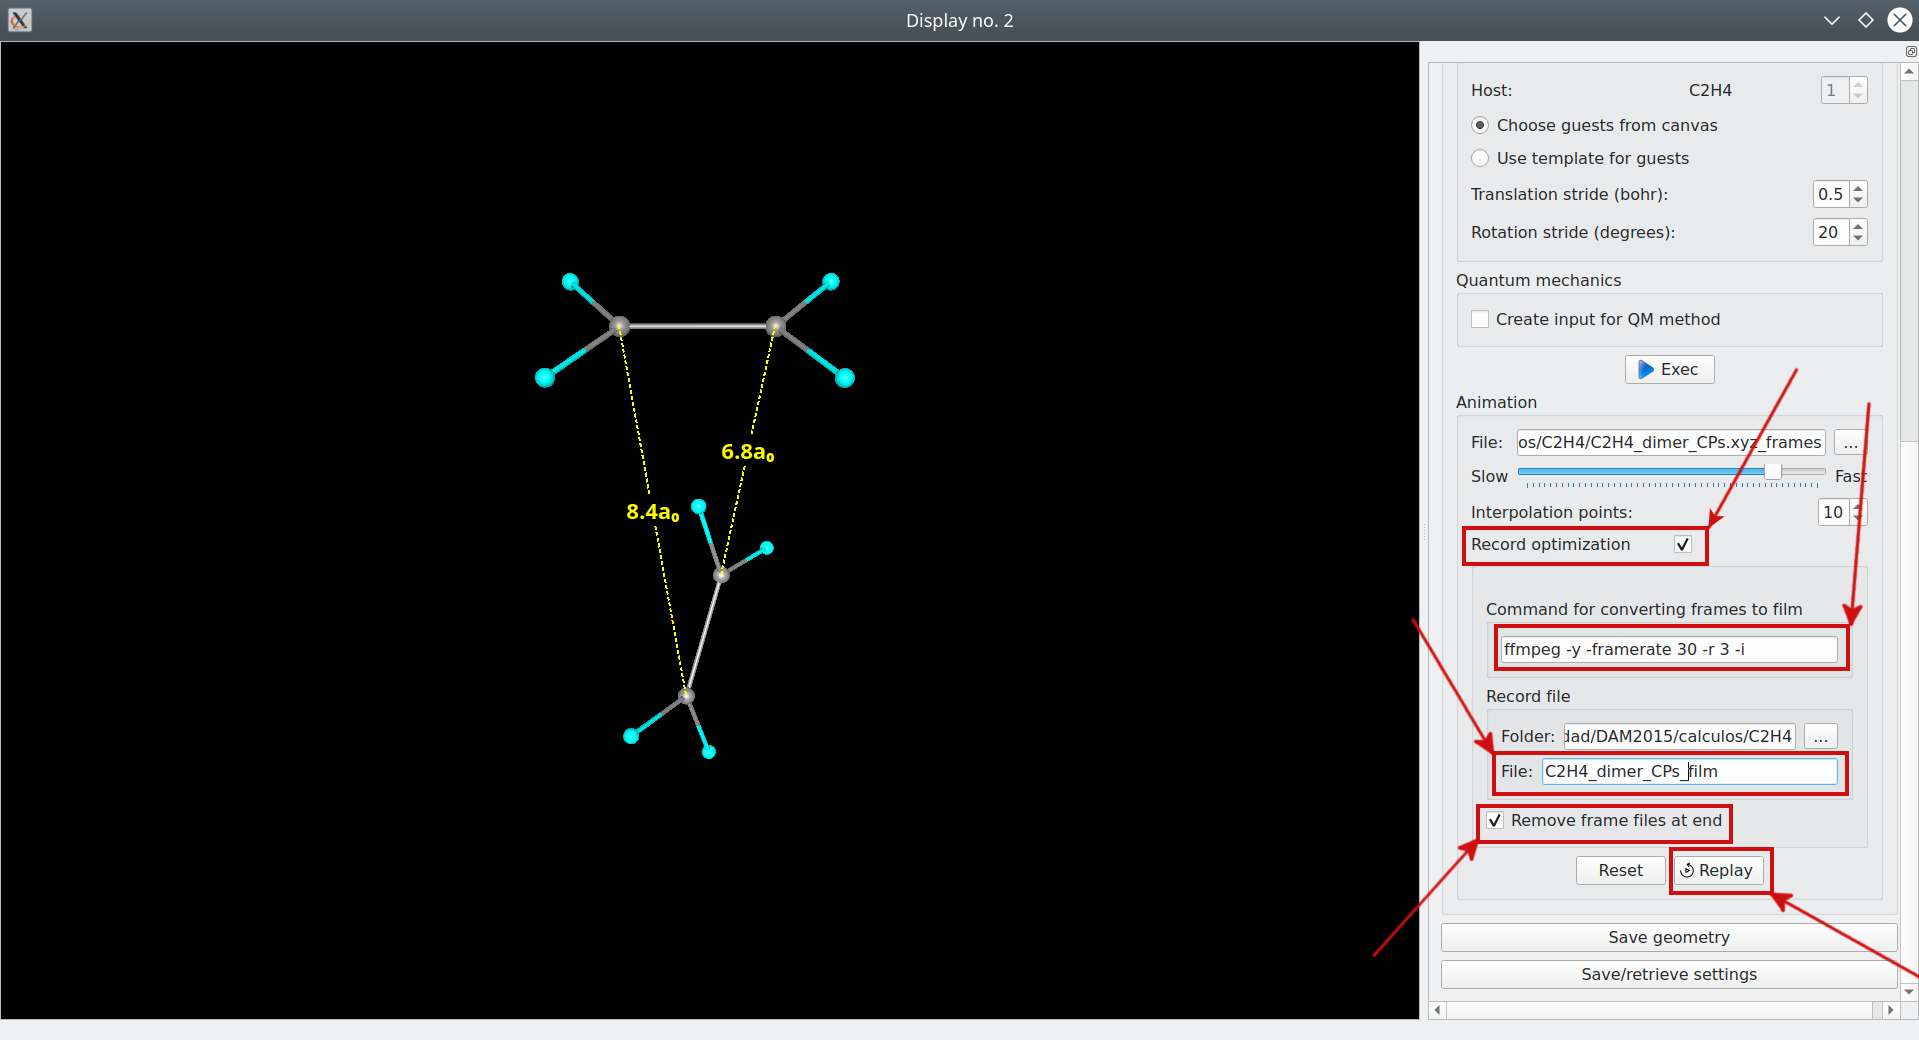 Display no. 2
6.8a₀
8.4a₀
Host: C2H4 1
Choose guests from canvas
Use template for guests
Translation stride (bohr): 0.5
Rotation stride (degrees): 20
Quantum mechanics
Create input for QM method
Exec
Animation
File: os/C2H4/C2H4_dimer_CPs.xyz_frames ...
Slow Fast
Interpolation points: 10
Record optimization
Command for converting frames to film
ffmpeg -y -framerate 30 -r 3 -i
Record file
Folder: dad/DAM2015/calculos/C2H4 ...
File: C2H4_dimer_CPs_film
Remove frame files at end
Reset Replay
Save geometry
Save/retrieve settings